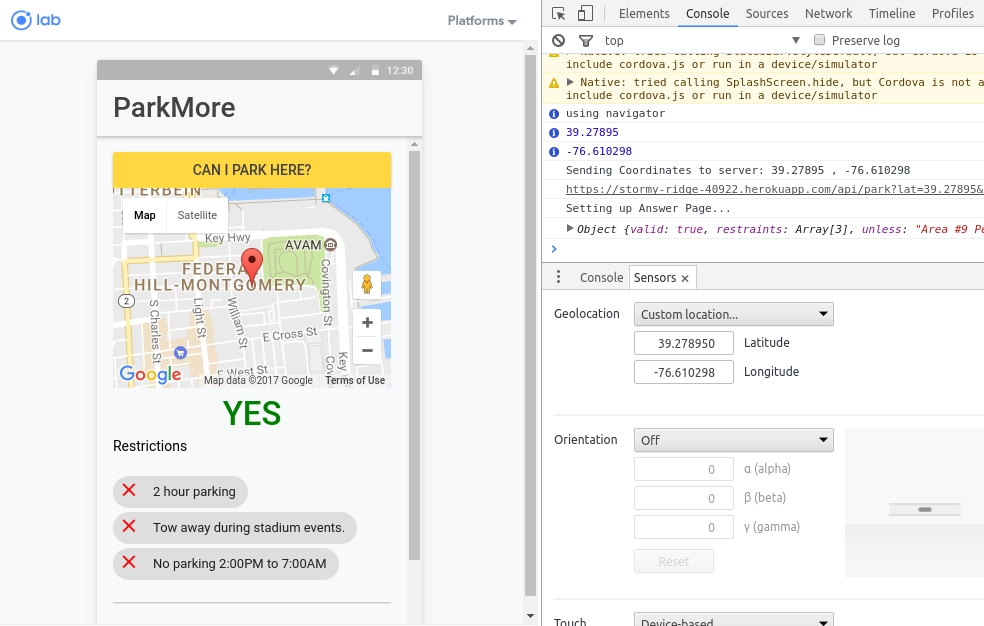 lab
Platforms
12:30
ParkMore
CAN I PARK HERE?
Map
Satellite
Key Hwy
AVAM
FEDERAL
HILL-MONTGOMERY
2
S Charles St
Light St
William St
Covington St
E Cross St
Key
E West St
Google
Map data ©2017 Google
Terms of Use
YES
Restrictions
2 hour parking
Tow away during stadium events.
No parking 2:00PM to 7:00AM
Elements Console Sources Network Timeline Profiles
top Preserve log
include cordova.js or run in a device/simulator
Native: tried calling SplashScreen.hide, but Cordova is not a
include cordova.js or run in a device/simulator
using navigator
39.27895
-76.610298
Sending Coordinates to server: 39.27895 , -76.610298
https://stormy-ridge-40922.herokuapp.com/api/park?lat=39.27895&
Setting up Answer Page...
Object {valid: true, restraints: Array[3], unless: "Area #9 Pe
Console Sensors
Geolocation Custom location...
39.278950 Latitude
-76.610298 Longitude
Orientation Off
0 α (alpha)
0 β (beta)
0 γ (gamma)
Reset
Touch Device-based